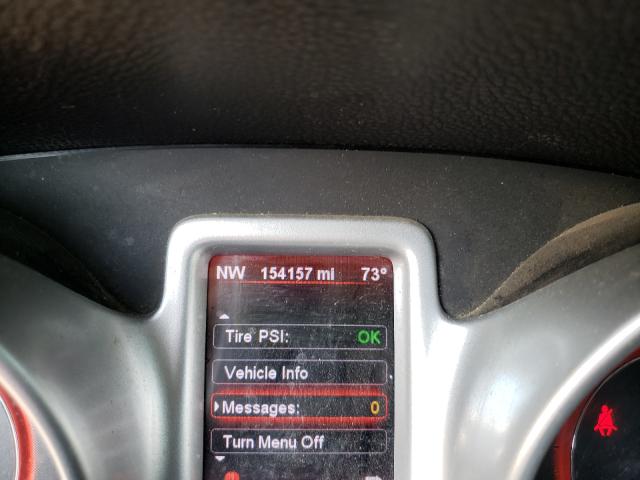 NW 154157 mi 73°
Tire PSI: OK
Vehicle Info
Messages: 0
Turn Menu Off